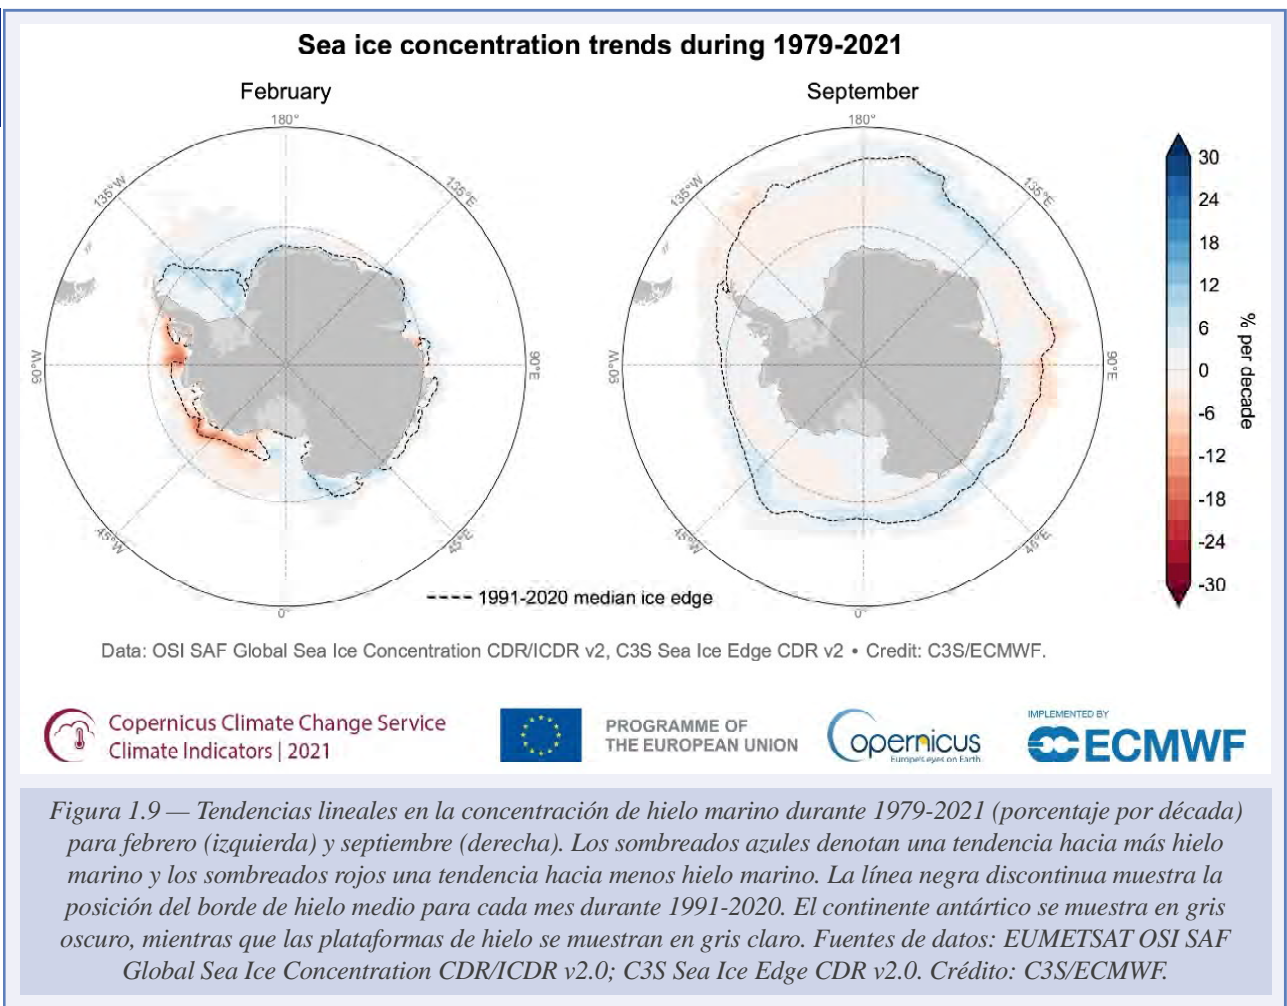 Sea ice concentration trends during 1979-2021
February
September
180°
135°W
135°E
90°W
90°E
45°W
45°E
0°
180°
135°W
135°E
90°W
90°E
45°W
45°E
0°
30
24
18
12
6
0
-6
-12
-18
-24
-30
% per decade
1991-2020 median ice edge
Data: OSI SAF Global Sea Ice Concentration CDR/ICDR v2, C3S Sea Ice Edge CDR v2 • Credit: C3S/ECMWF.
Copernicus Climate Change Service
Climate Indicators | 2021
PROGRAMME OF
THE EUROPEAN UNION
Copernicus
Europe's eyes on Earth
IMPLEMENTED BY
ECMWF
Figura 1.9 — Tendencias lineales en la concentración de hielo marino durante 1979-2021 (porcentaje por década)
para febrero (izquierda) y septiembre (derecha). Los sombreados azules denotan una tendencia hacia más hielo
marino y los sombreados rojos una tendencia hacia menos hielo marino. La línea negra discontinua muestra la
posición del borde de hielo medio para cada mes durante 1991-2020. El continente antártico se muestra en gris
oscuro, mientras que las plataformas de hielo se muestran en gris claro. Fuentes de datos: EUMETSAT OSI SAF
Global Sea Ice Concentration CDR/ICDR v2.0; C3S Sea Ice Edge CDR v2.0. Crédito: C3S/ECMWF.